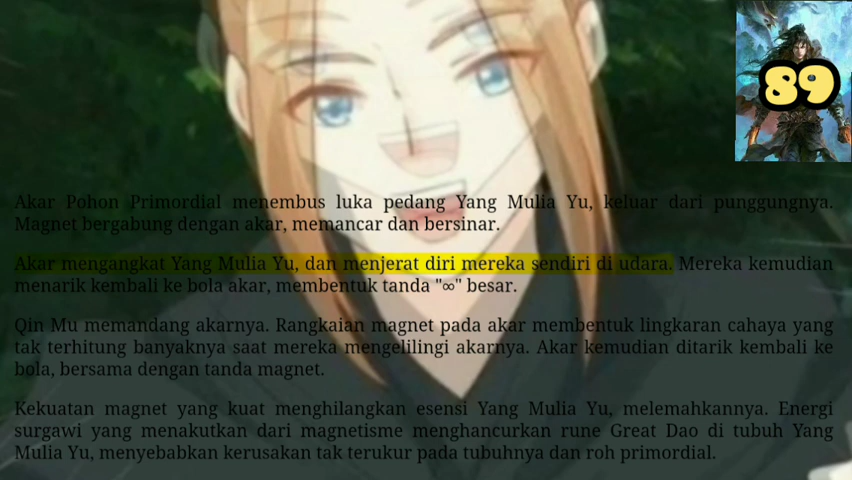 89
Akar Pohon Primordial menembus luka pedang Yang Mulia Yu, keluar dari punggungnya.
Magnet bergabung dengan akar, memancar dan bersinar.
Akar mengangkat Yang Mulia Yu, dan menjerat diri mereka sendiri di udara. Mereka kemudian
menarik kembali ke bola akar, membentuk tanda "∞" besar.
Qin Mu memandang akarnya. Rangkaian magnet pada akar membentuk lingkaran cahaya yang
tak terhitung banyaknya saat mereka mengelilingi akarnya. Akar kemudian ditarik kembali ke
bola, bersama dengan tanda magnet.
Kekuatan magnet yang kuat menghilangkan esensi Yang Mulia Yu, melemahkannya. Energi
surgawi yang menakutkan dari magnetisme menghancurkan rune Great Dao di tubuh Yang
Mulia Yu, menyebabkan kerusakan tak terukur pada tubuhnya dan roh primordial.